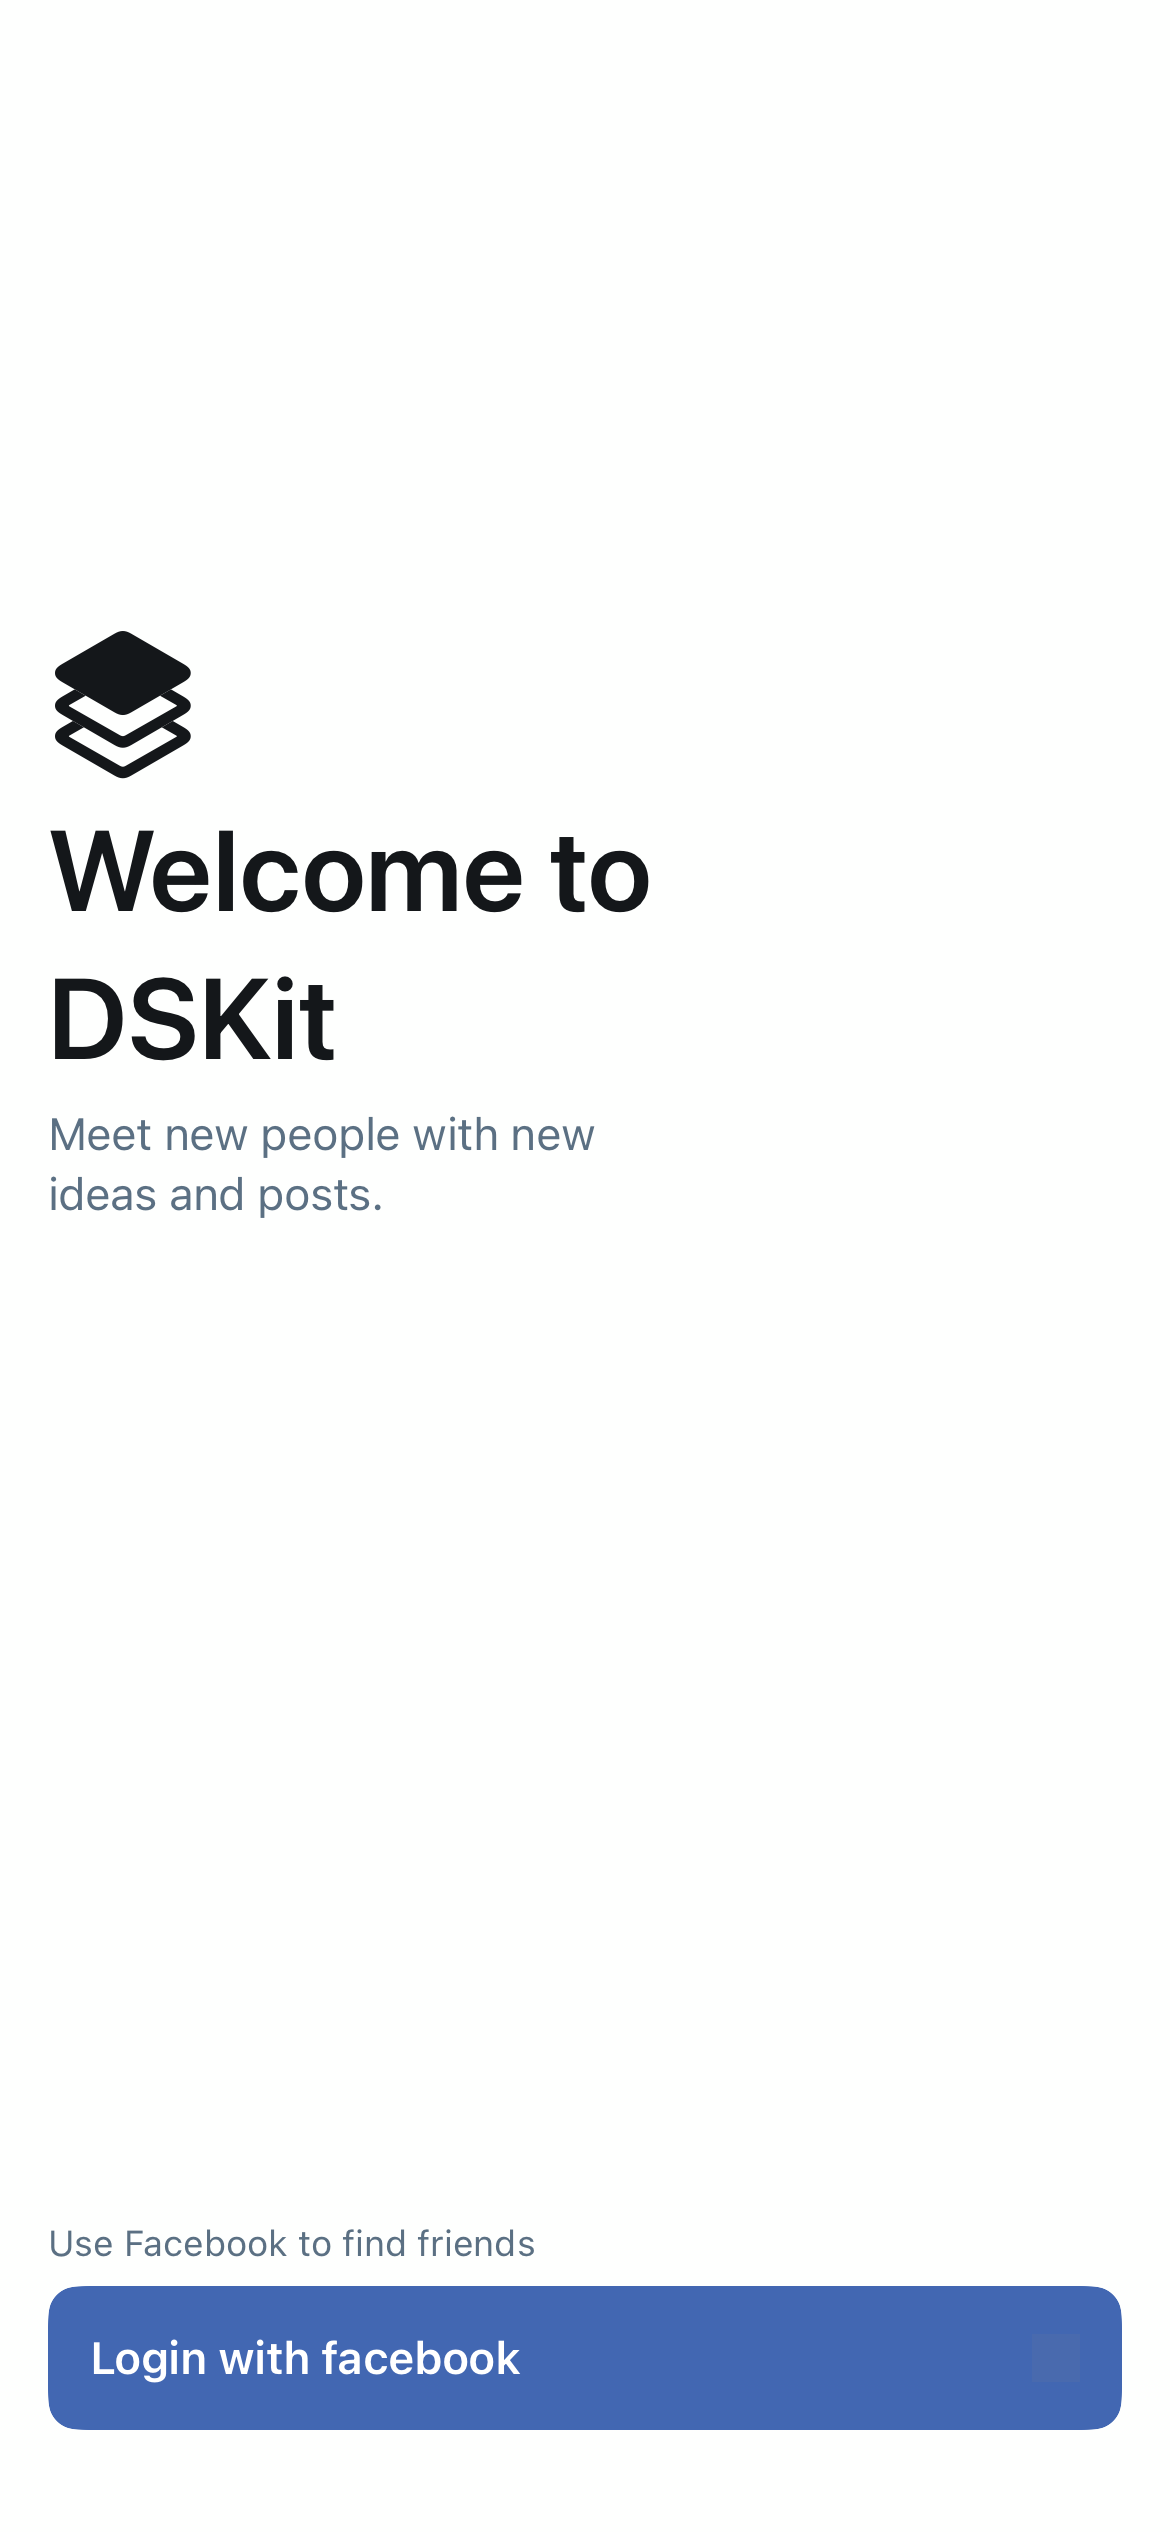 Welcome to
DSKit
Meet new people with new
ideas and posts.
Use Facebook to find friends
Login with facebook